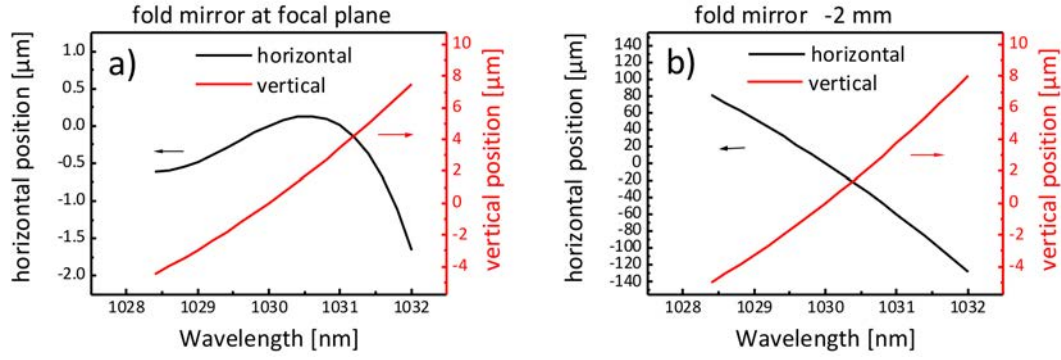 fold mirror at focal plane
a)
horizontal
vertical
horizontal position [µm]
1.0
0.5
0.0
-0.5
-1.0
-1.5
-2.0
vertical position [µm]
10
8
6
4
2
0
-2
-4
1028 1029 1030 1031 1032
Wavelength [nm]
fold mirror -2 mm
b)
horizontal
vertical
horizontal position [µm]
140
120
100
80
60
40
20
0
-20
-40
-60
-80
-100
-120
-140
vertical position [µm]
10
8
6
4
2
0
-2
-4
1028 1029 1030 1031 1032
Wavelength [nm]